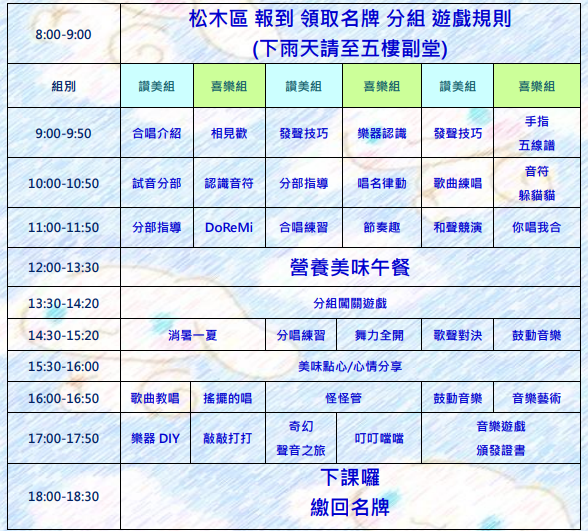 8:00-9:00 松木區 報到 領取名牌 分組 遊戲規則
(下雨天請至五樓副堂)
組別 讚美組 喜樂組 讚美組 喜樂組 讚美組 喜樂組
9:00-9:50 合唱介紹 相見歡 發聲技巧 樂器認識 發聲技巧 手指
五線譜
10:00-10:50 試音分部 認識音符 分部指導 唱名律動 歌曲練唱 音符
躲貓貓
11:00-11:50 分部指導 DoReMi 合唱練習 節奏趣 和聲競演 你唱我合
12:00-13:30 營養美味午餐
13:30-14:20 分組闖關遊戲
14:30-15:20 消暑一夏 分唱練習 舞力全開 歌聲對決 鼓動音樂
15:30-16:00 美味點心/心情分享
16:00-16:50 歌曲教唱 搖擺的唱 怪怪管 鼓動音樂 音樂藝術
17:00-17:50 樂器 DIY 敲敲打打 奇幻
聲音之旅 叮叮噹噹 音樂遊戲
頒發證書
18:00-18:30 下課囉
繳回名牌